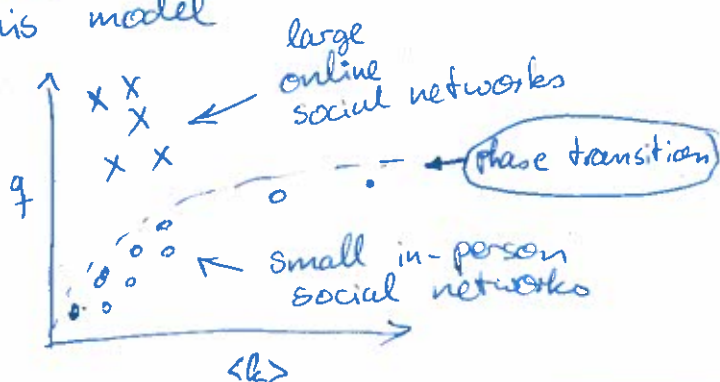 is model
large
online
social networks
phase transition
q
small in-person
social networks
<k>